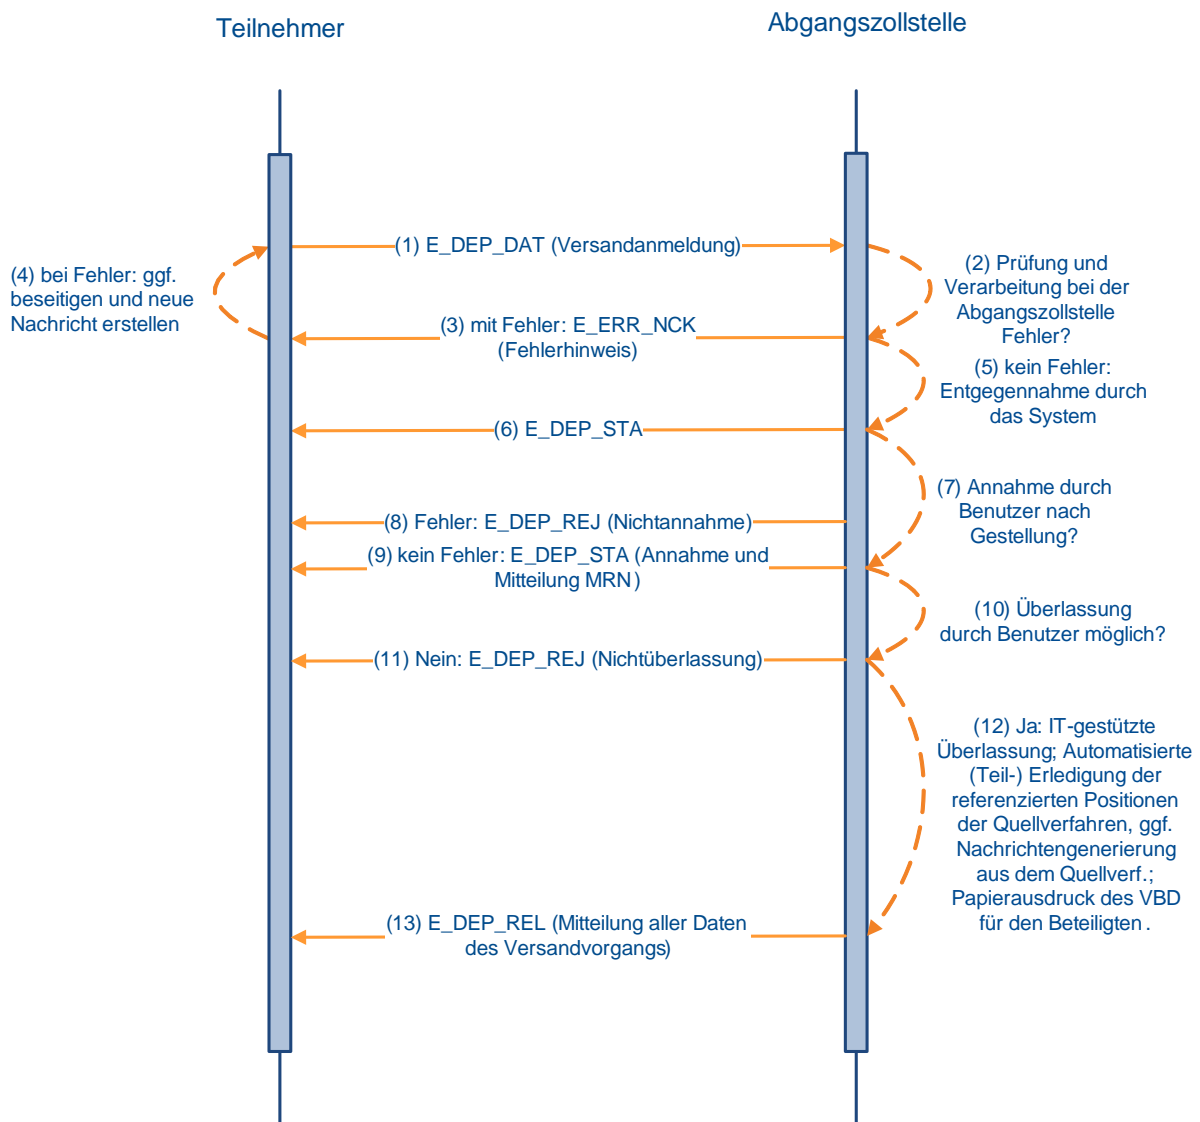 Teilnehmer
Abgangszollstelle
(1) E_DEP_DAT (Versandanmeldung)
(2) Prüfung und
Verarbeitung bei der
Abgangszollstelle
Fehler?
(4) bei Fehler: ggf.
beseitigen und neue
Nachricht erstellen
(3) mit Fehler: E_ERR_NCK
(Fehlerhinweis)
(5) kein Fehler:
Entgegennahme durch
das System
(6) E_DEP_STA
(7) Annahme durch
Benutzer nach
Gestellung?
(8) Fehler: E_DEP_REJ (Nichtannahme)
(9) kein Fehler: E_DEP_STA (Annahme und
Mitteilung MRN)
(10) Überlassung
durch Benutzer möglich?
(11) Nein: E_DEP_REJ (Nichtüberlassung)
(12) Ja: IT-gestützte
Überlassung; Automatisierte
(Teil-) Erledigung der
referenzierten Positionen
der Quellverfahren, ggf.
Nachrichtengenerierung
aus dem Quellverf.;
Papierausdruck des VBD
für den Beteiligten.
(13) E_DEP_REL (Mitteilung aller Daten
des Versandvorgangs)